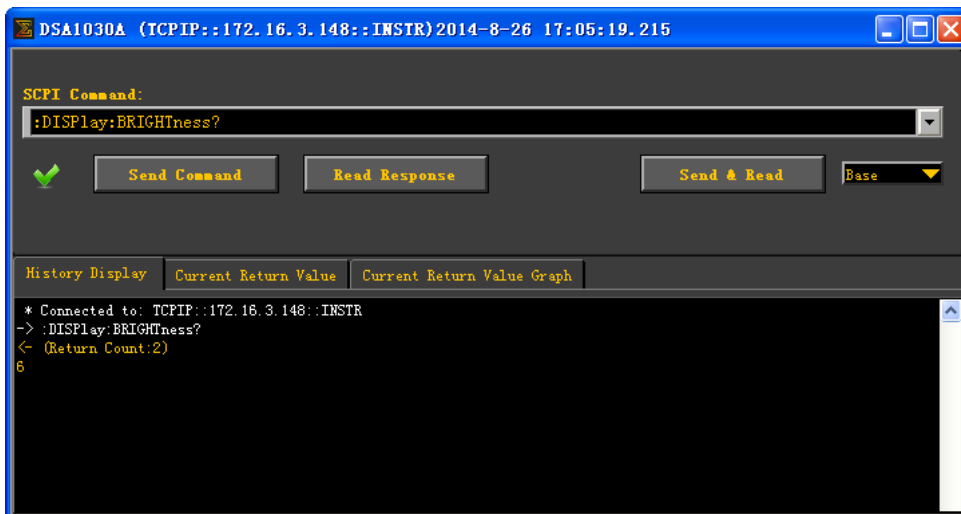 DSA1030A (TCPIP::172.16.3.148::INSTR)2014-8-26 17:05:19.215
SCPI Command:
:DISPlay:BRIGHTness?
Send Command Read Response Send & Read Base
History Display Current Return Value Current Return Value Graph
* Connected to: TCPIP::172.16.3.148::INSTR
-> :DISPlay:BRIGHTness?
<- (Return Count:2)
6